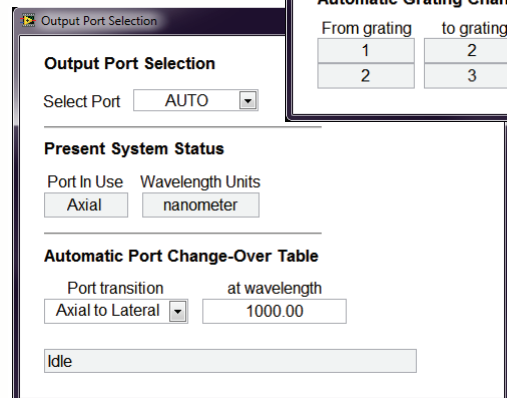 Automatic Grating Chan
From grating to grating
1 2
2 3
Output Port Selection
Output Port Selection
Select Port AUTO
Present System Status
Port In Use Wavelength Units
Axial nanometer
Automatic Port Change-Over Table
Port transition at wavelength
Axial to Lateral 1000.00
Idle